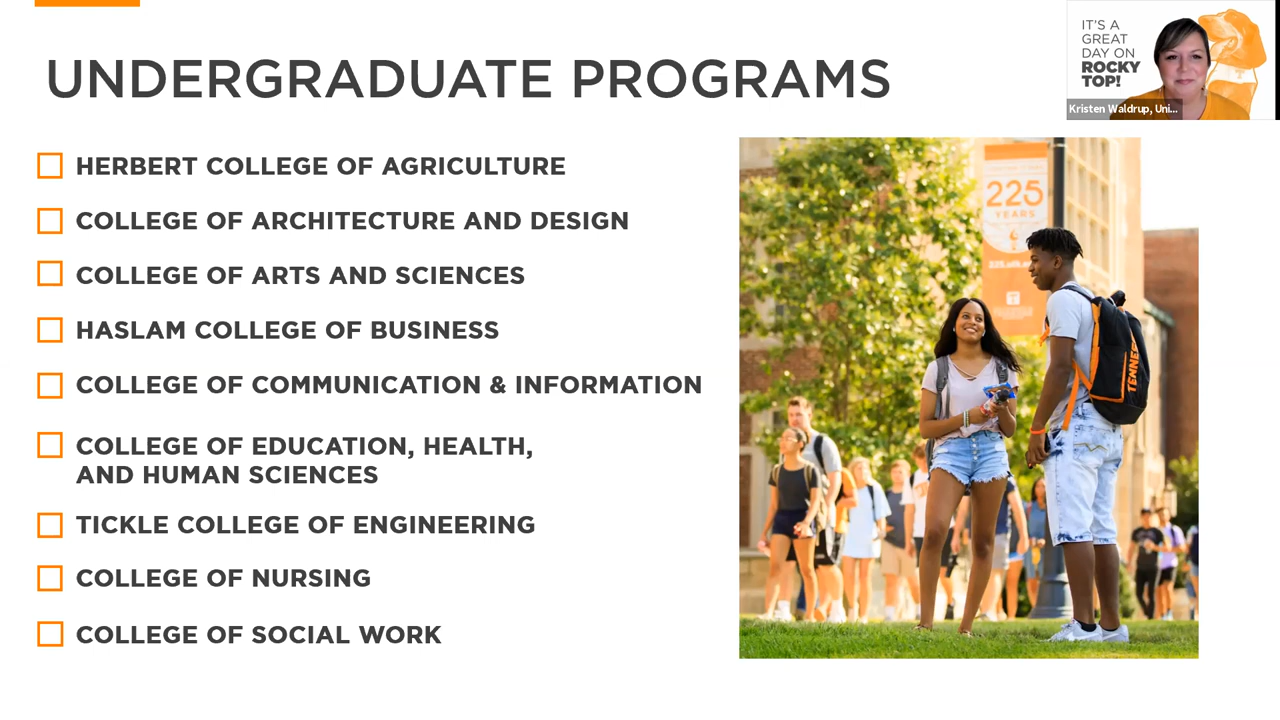 UNDERGRADUATE PROGRAMS
IT'S A
GREAT
DAY ON
ROCKY
TOP!
Kristen Waldrup, Uni...
HERBERT COLLEGE OF AGRICULTURE
COLLEGE OF ARCHITECTURE AND DESIGN
COLLEGE OF ARTS AND SCIENCES
HASLAM COLLEGE OF BUSINESS
COLLEGE OF COMMUNICATION & INFORMATION
COLLEGE OF EDUCATION, HEALTH,
AND HUMAN SCIENCES
TICKLE COLLEGE OF ENGINEERING
COLLEGE OF NURSING
COLLEGE OF SOCIAL WORK
225
YEARS
TENNES